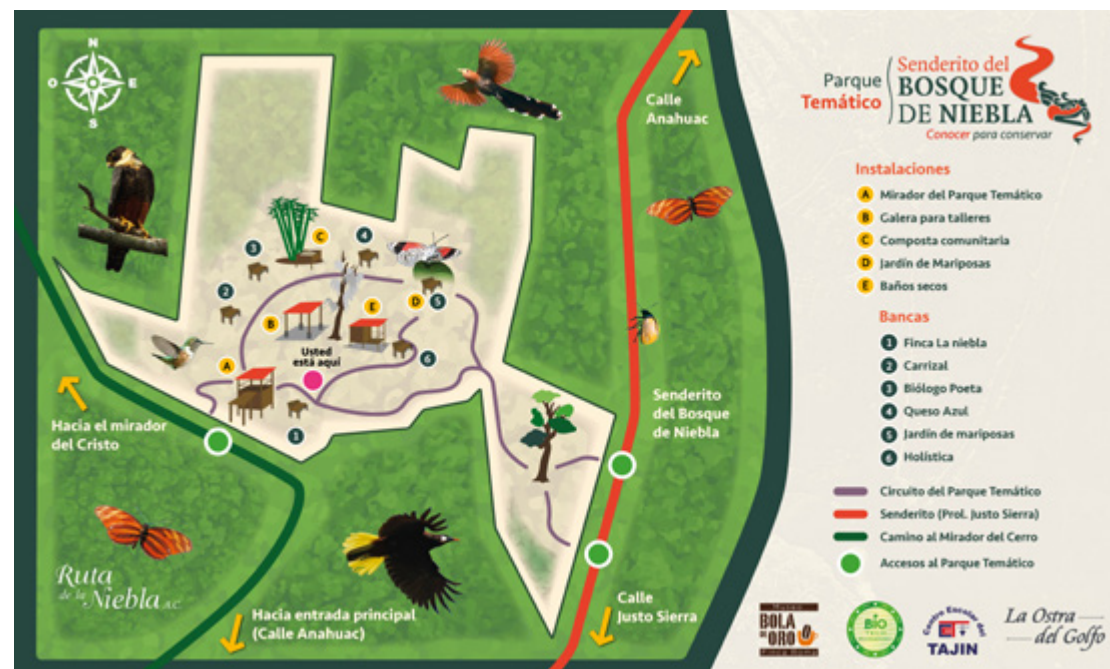 N
O E
S
Calle
Anahuac
3
C
4
2
B
E
D
5
Usted
está aquí
A
6
1
Hacia el mirador
del Cristo
Senderito
del Bosque
de Niebla
Ruta
de la
Niebla A.C.
Hacia entrada principal
(Calle Anahuac)
Calle
Justo Sierra
Parque
Temático
Senderito del
BOSQUE
DE NIEBLA
Conocer para conservar
Instalaciones
A Mirador del Parque Temático
B Galera para talleres
C Composta comunitaria
D Jardín de Mariposas
E Baños secos
Bancas
1 Finca La niebla
2 Carrizal
3 Biólogo Poeta
4 Queso Azul
5 Jardín de mariposas
6 Holística
Circuito del Parque Temático
Senderito (Prol. Justo Sierra)
Camino al Mirador del Cerro
Accesos al Parque Temático
BOLA
DE ORO
BIO
Centro Escolar del
TAJIN
La Ostra
del Golfo